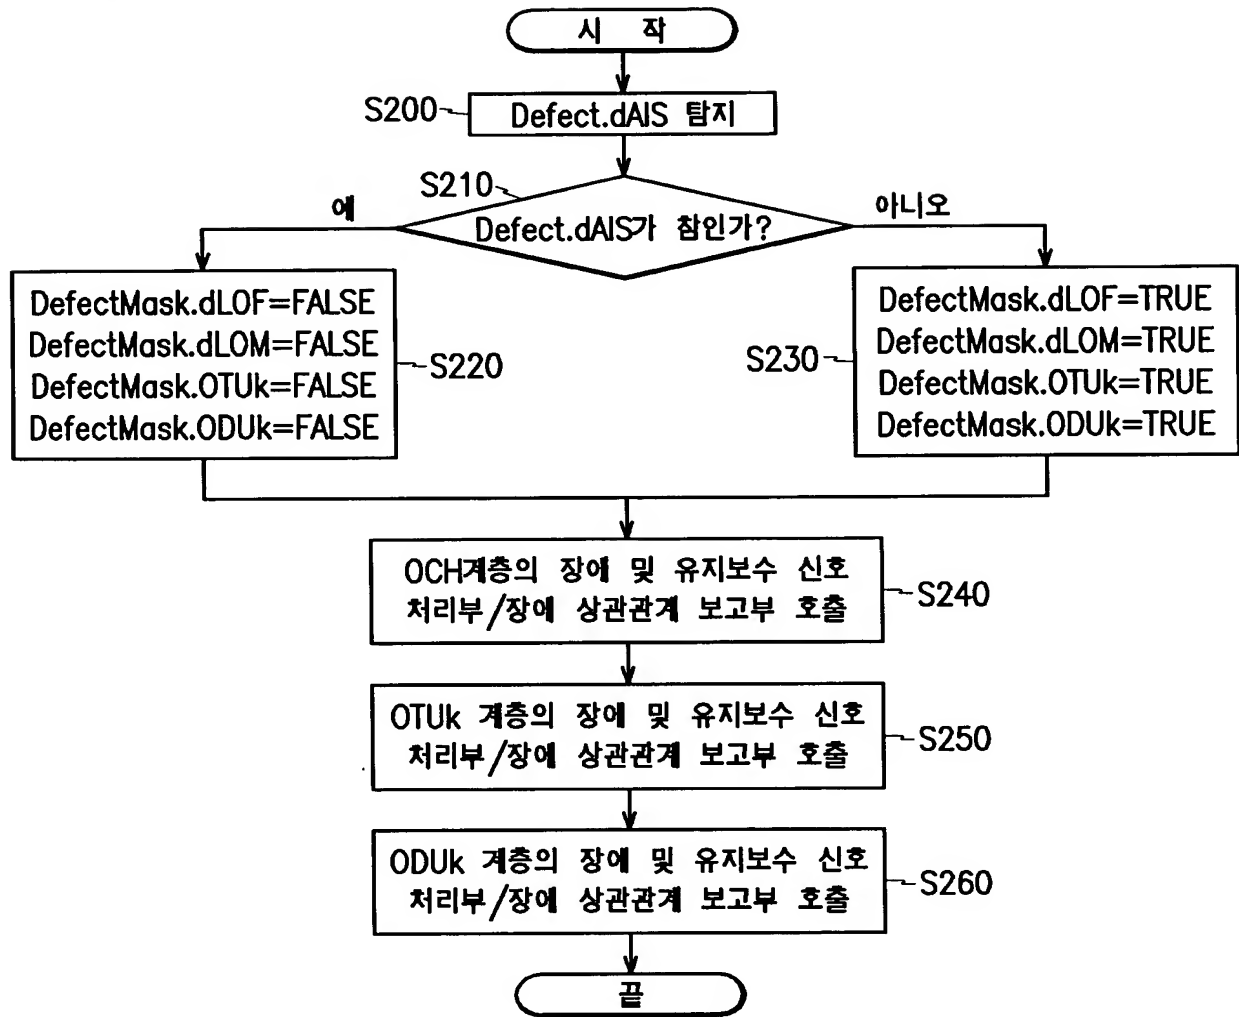 시 작
S200
Defect.dAIS 탐지
S210
예
아니오
Defect.dAIS가 참인가?
DefectMask.dLOF=FALSE
DefectMask.dLOM=FALSE
DefectMask.OTUk=FALSE
DefectMask.ODUk=FALSE
S220
DefectMask.dLOF=TRUE
DefectMask.dLOM=TRUE
DefectMask.OTUk=TRUE
DefectMask.ODUk=TRUE
S230
OCH계층의 장애 및 유지보수 신호
처리부/장애 상관관계 보고부 호출
S240
OTUk 계층의 장애 및 유지보수 신호
처리부/장애 상관관계 보고부 호출
S250
ODUk 계층의 장애 및 유지보수 신호
처리부/장애 상관관계 보고부 호출
S260
끝